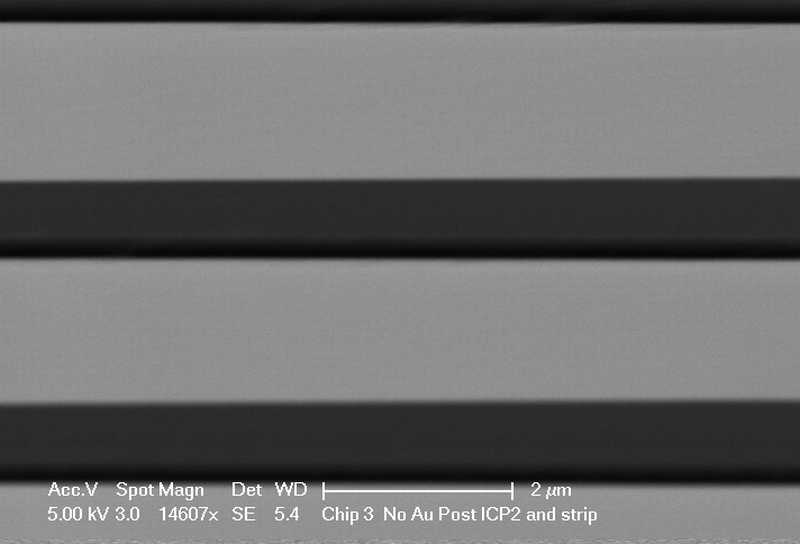 Acc.V Spot Magn Det WD 2 µm
5.00 kV 3.0 14607x SE 5.4 Chip 3 No Au Post ICP2 and strip